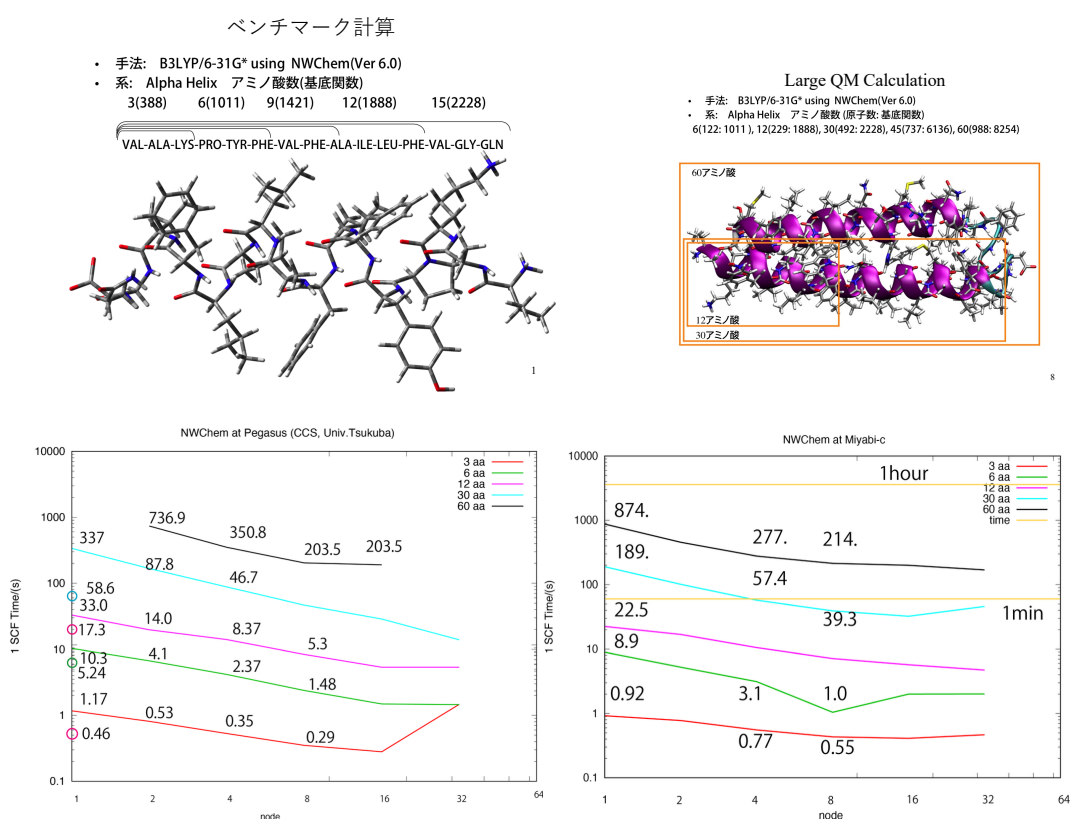 ベンチマーク計算
• 手法: B3LYP/6-31G* using NWChem(Ver 6.0)
• 系: Alpha Helix アミノ酸数(基底関数)
3(388) 6(1011) 9(1421) 12(1888) 15(2228)
VAL-ALA-LYS-PRO-TYR-PHE-VAL-PHE-ALA-ILE-LEU-PHE-VAL-GLY-GLN
1
Large QM Calculation
• 手法: B3LYP/6-31G* using NWChem(Ver 6.0)
• 系: Alpha Helix アミノ酸数 (原子数: 基底関数)
6(122: 1011 ), 12(229: 1888), 30(492: 2228), 45(737: 6136), 60(988: 8254)
60アミノ酸
12アミノ酸
30アミノ酸
8
NWChem at Pegasus (CCS, Univ.Tsukuba)
1 SCF Time/(s)
10000
1000
100
10
1
0.1
3 aa
6 aa
12 aa
30 aa
60 aa
736.9
350.8
203.5
203.5
337
87.8
46.7
58.6
33.0
14.0
8.37
5.3
17.3
10.3
4.1
2.37
1.48
5.24
1.17
0.53
0.35
0.29
0.46
1 2 4 8 16 32 64
node
NWChem at Miyabi-c
1 SCF Time/(s)
10000
1000
100
10
1
0.1
3 aa
6 aa
12 aa
30 aa
60 aa
time
1hour
874.
277.
214.
189.
57.4
39.3
1min
22.5
8.9
0.92
3.1
1.0
0.77
0.55
1 2 4 8 16 32 64
node